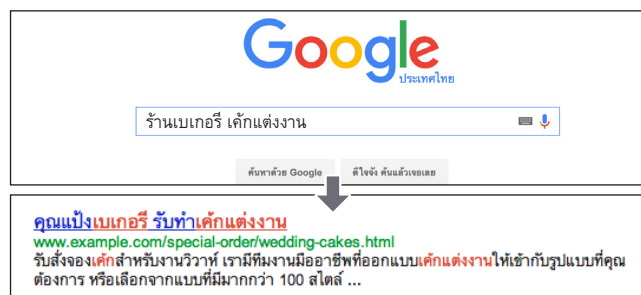 Google
ประเทศไทย
ร้านเบเกอรี เค้กแต่งงาน
ค้นหาด้วย Google ดีใจจัง ค้นแล้วเจอเลย
คุณแป้งเบเกอรี รับทำเค้กแต่งงาน
www.example.com/special-order/wedding-cakes.html
รับสั่งจองเค้กสำหรับงานวิวาห์ เรามีทีมงานมืออาชีพที่ออกแบบเค้กแต่งงานให้เข้ากับรูปแบบที่คุณ
ต้องการ หรือเลือกจากแบบที่มีมากกว่า 100 สไตล์ ...